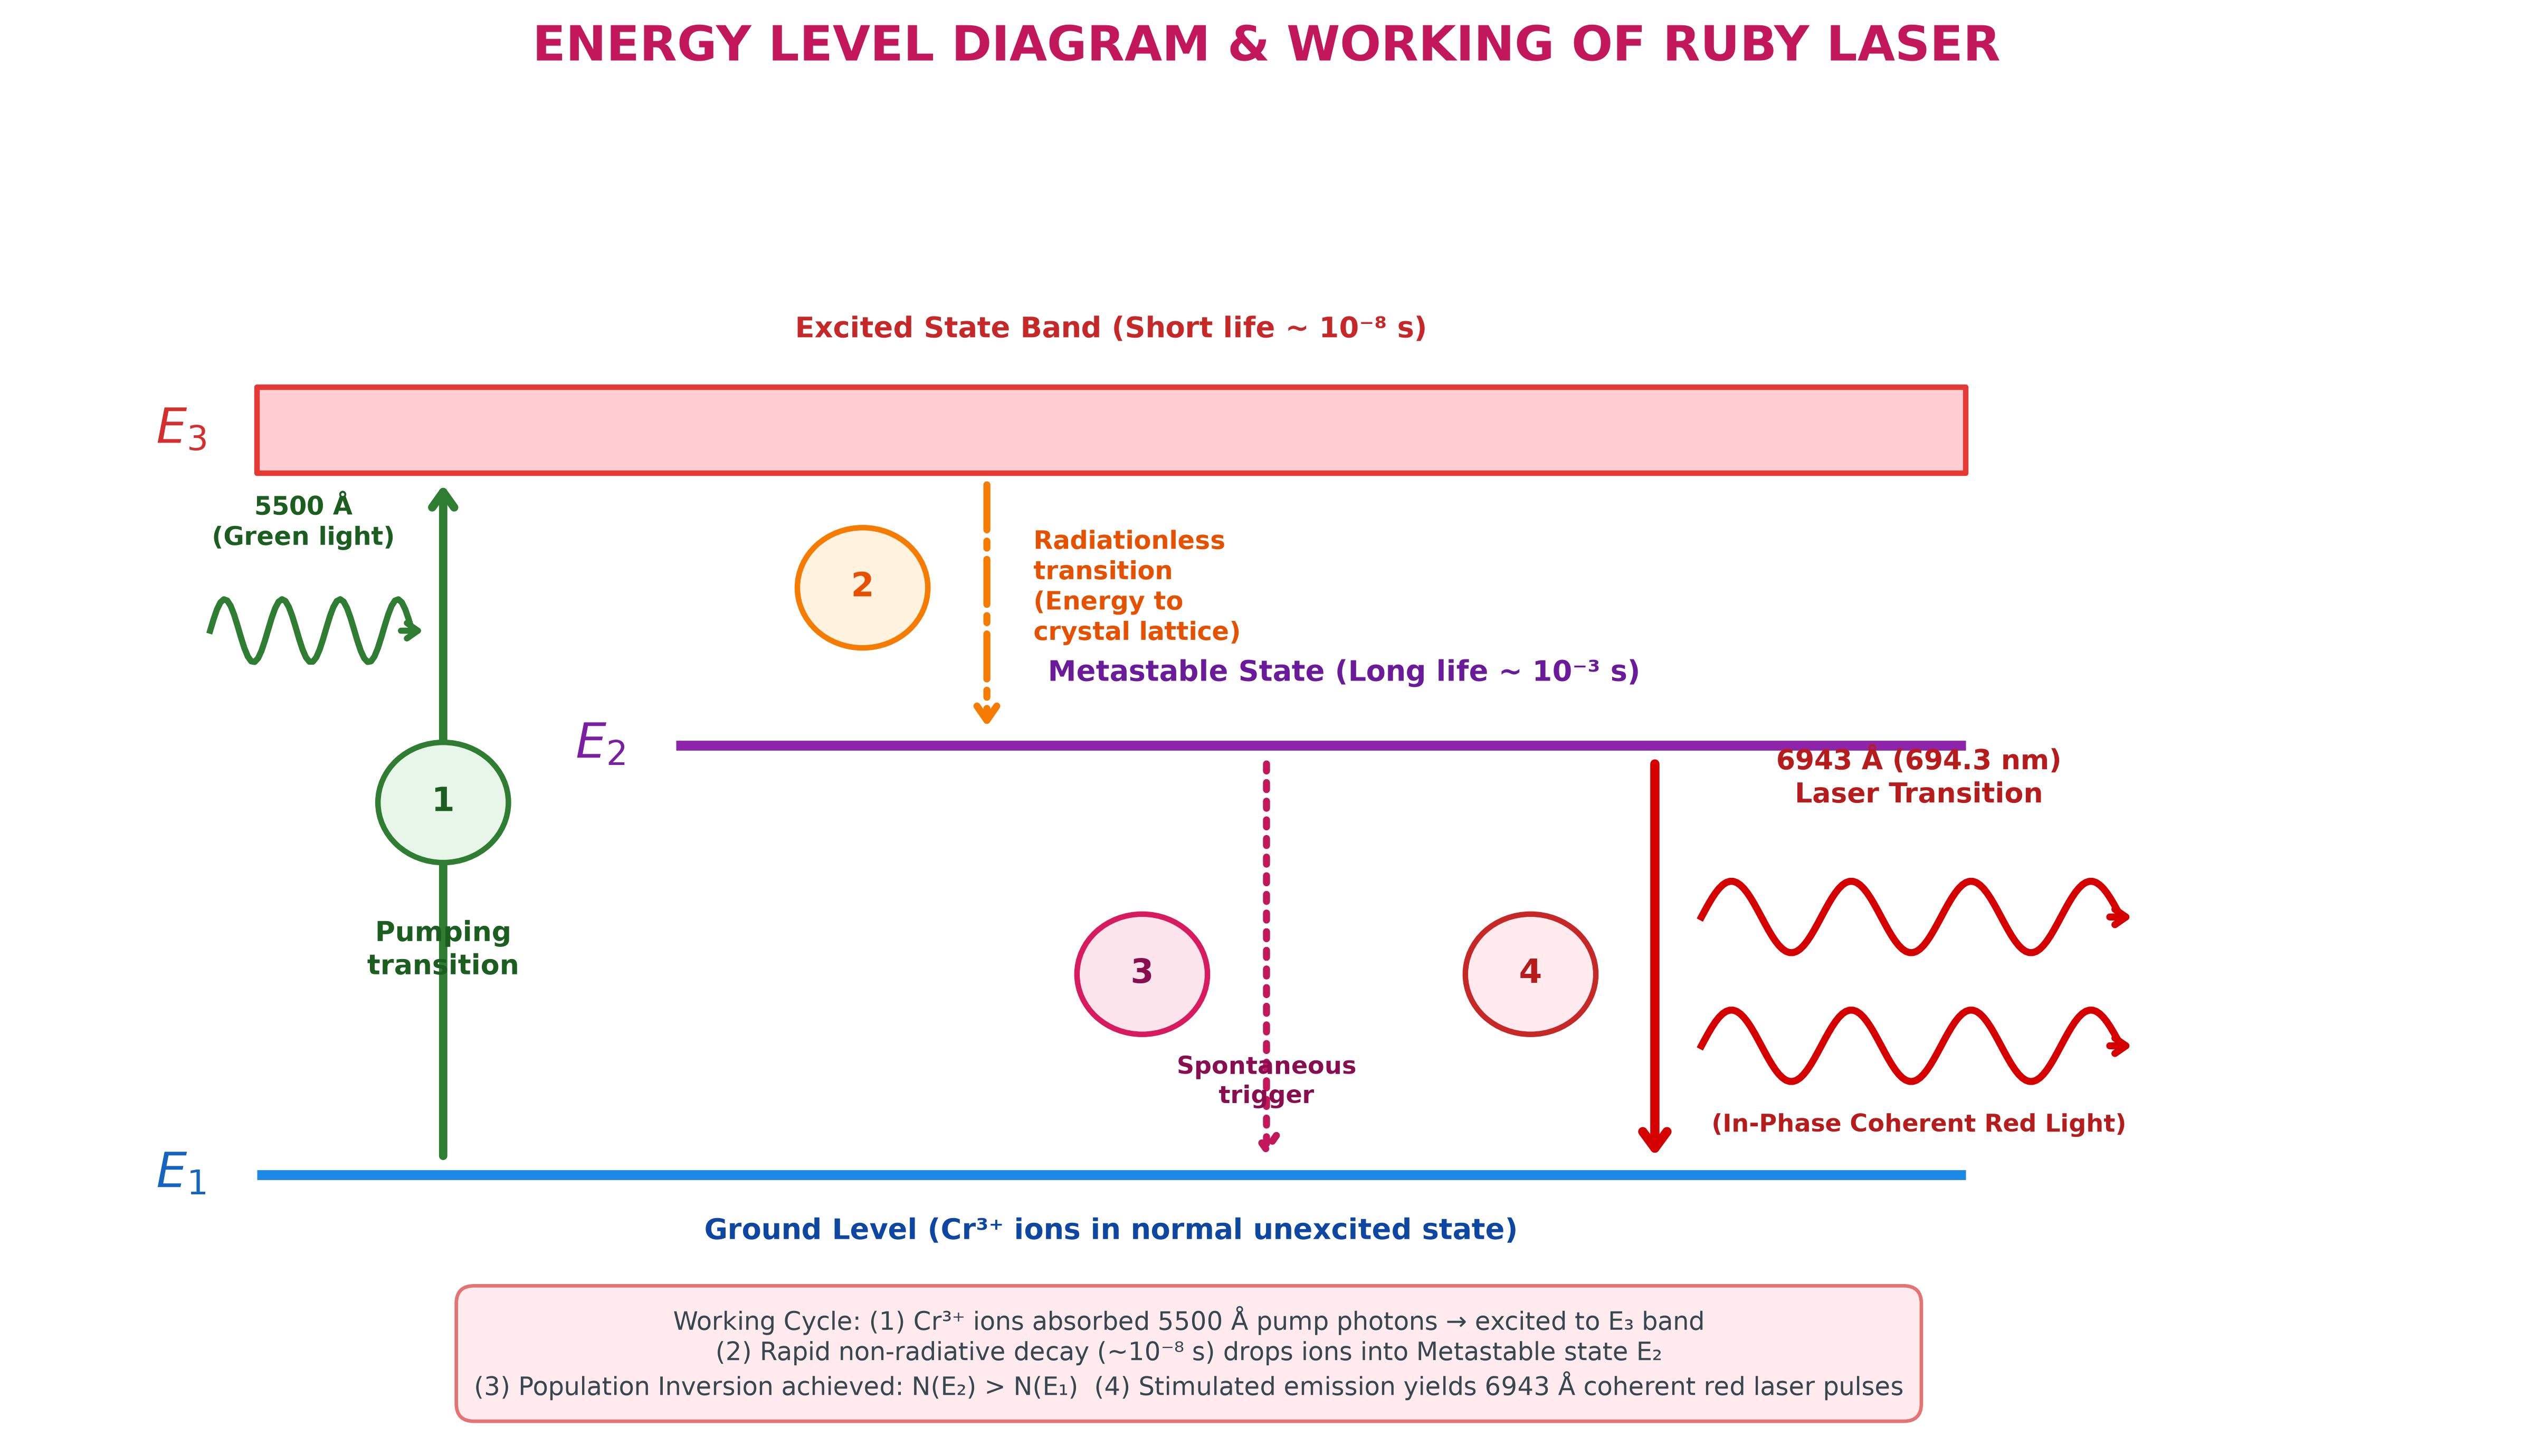 ENERGY LEVEL DIAGRAM & WORKING OF RUBY LASER
Excited State Band (Short life ~ 10⁻⁸ s)
E₃
5500 Å
(Green light)
2
Radiationless
transition
(Energy to
crystal lattice)
Metastable State (Long life ~ 10⁻³ s)
E₂
6943 Å (694.3 nm)
Laser Transition
1
Pumping
transition
3
4
Spontaneous
trigger
(In-Phase Coherent Red Light)
E₁
Ground Level (Cr³⁺ ions in normal unexcited state)
Working Cycle: (1) Cr³⁺ ions absorbed 5500 Å pump photons → excited to E₃ band
(2) Rapid non-radiative decay (~10⁻⁸ s) drops ions into Metastable state E₂
(3) Population Inversion achieved: N(E₂) > N(E₁)  (4) Stimulated emission yields 6943 Å coherent red laser pulses